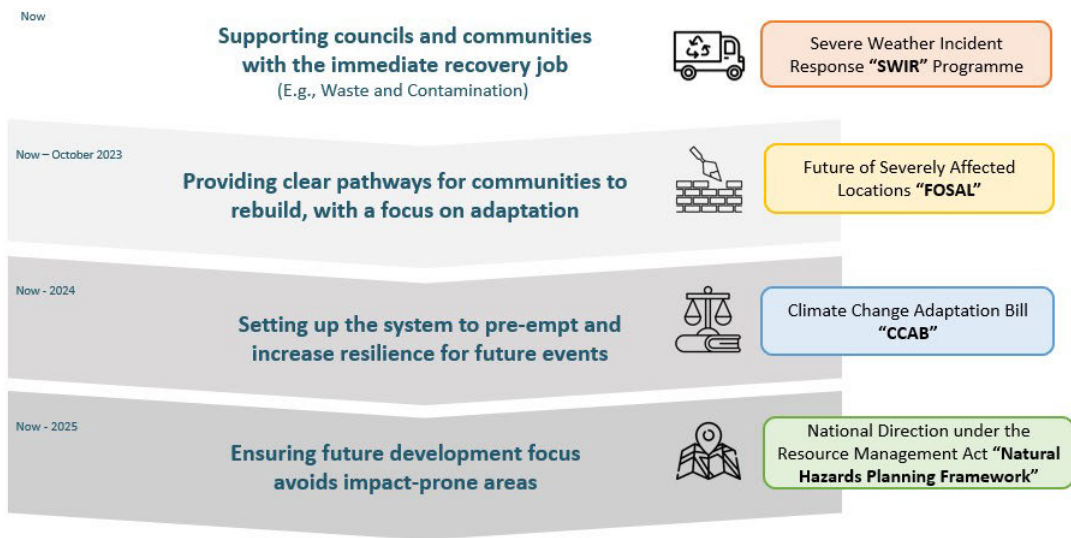 Now
Supporting councils and communities
with the immediate recovery job
(E.g., Waste and Contamination)
Severe Weather Incident
Response “SWIR” Programme
Now – October 2023
Providing clear pathways for communities to
rebuild, with a focus on adaptation
Future of Severely Affected
Locations “FOSAL”
Now - 2024
Setting up the system to pre-empt and
increase resilience for future events
Climate Change Adaptation Bill
“CCAB”
Now - 2025
Ensuring future development focus
avoids impact-prone areas
National Direction under the
Resource Management Act “Natural
Hazards Planning Framework”